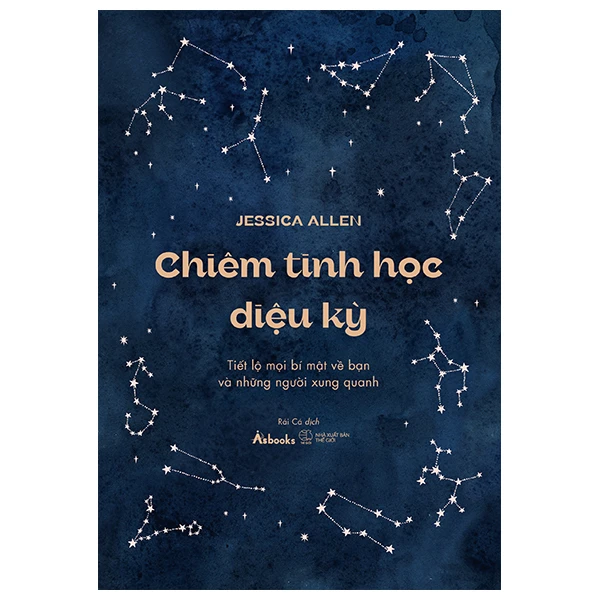 JESSICA ALLEN
Chiêm tinh học
diệu kỳ
Tiết lộ mọi bí mật về bạn
và những người xung quanh
Rái Cá dịch
Azbooks
NHÀ XUẤT BẢN
THẾ GIỚI